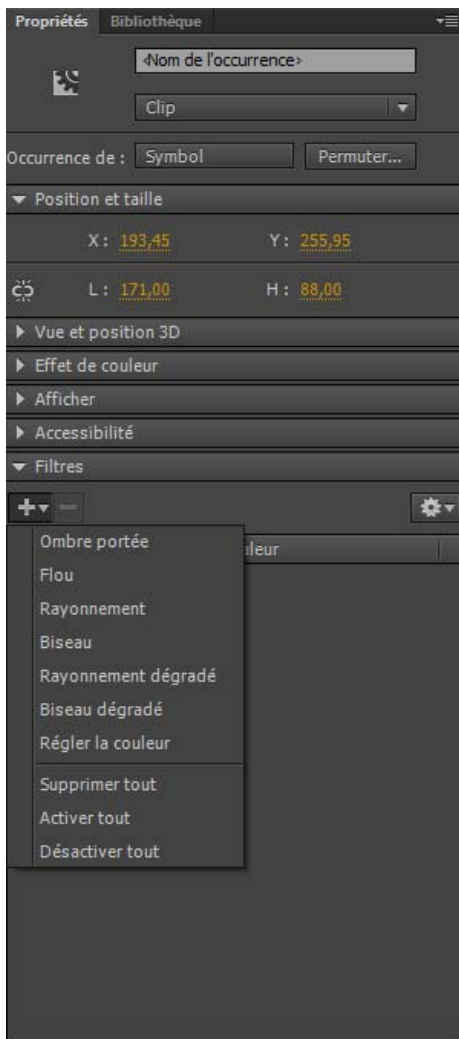 Propriétés Bibliothèque
<Nom de l'occurrence>
Clip
Occurrence de : Symbol Permuter...
Position et taille
X : 193,45 Y : 255,95
L : 171,00 H : 88,00
Vue et position 3D
Effet de couleur
Afficher
Accessibilité
Filtres
Ombre portée
leur
Flou
Rayonnement
Biseau
Rayonnement dégradé
Biseau dégradé
Régler la couleur
Supprimer tout
Activer tout
Désactiver tout